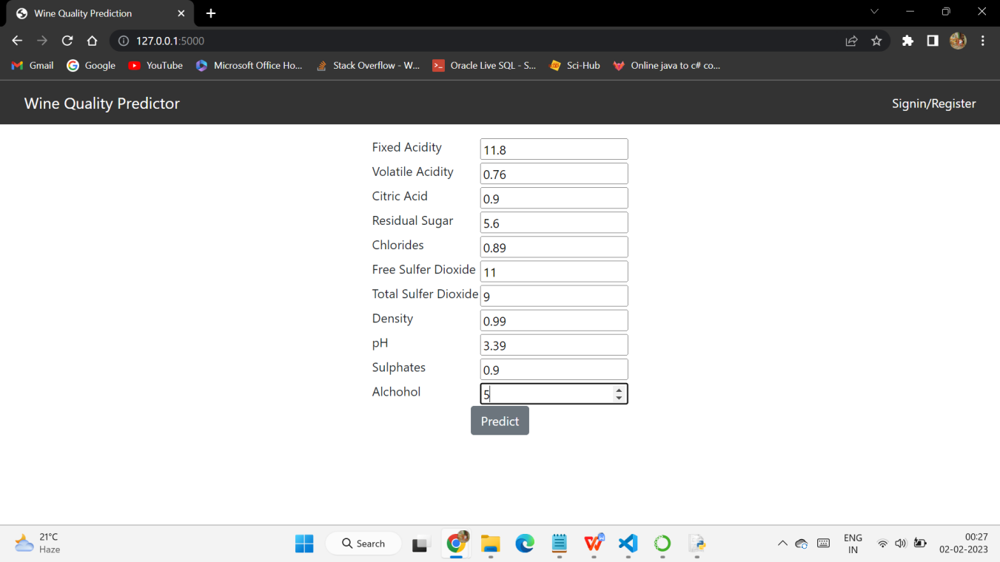 Wine Quality Prediction
127.0.0.1:5000
Gmail Google YouTube Microsoft Office Ho... Stack Overflow - W... Oracle Live SQL - S... Sci-Hub Online java to c# co...
Wine Quality Predictor Signin/Register
Fixed Acidity 11.8
Volatile Acidity 0.76
Citric Acid 0.9
Residual Sugar 5.6
Chlorides 0.89
Free Sulfer Dioxide 11
Total Sulfer Dioxide 9
Density 0.99
pH 3.39
Sulphates 0.9
Alchohol 5
Predict
21°C
Haze
Search
ENG
IN
00:27
02-02-2023